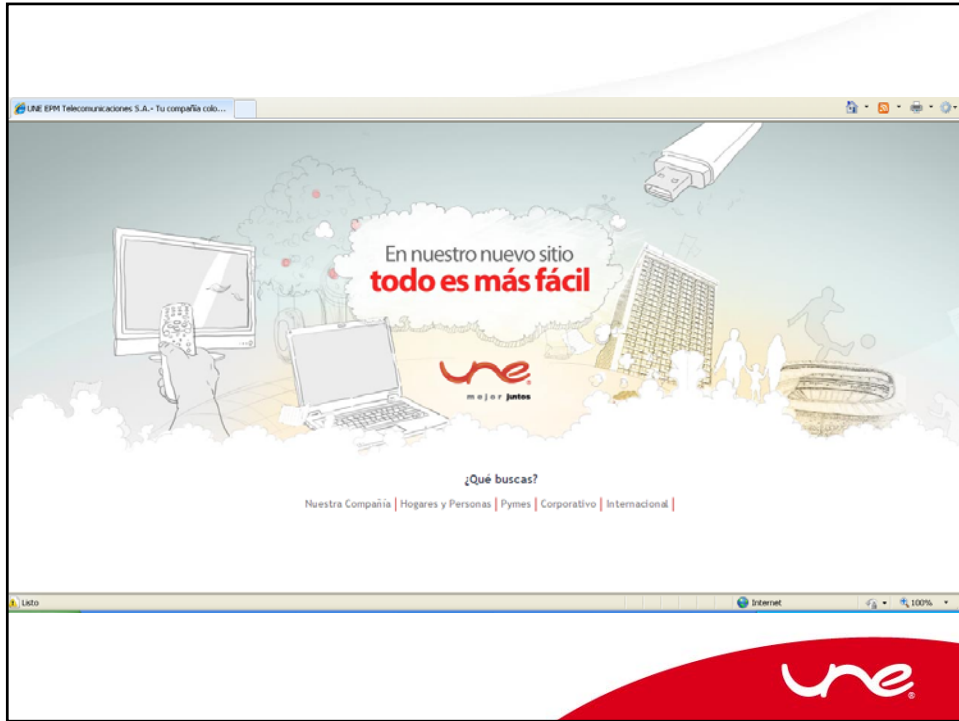 UNE EPM Telecomunicaciones S.A.- Tu compañía colo...
En nuestro nuevo sitio
todo es más fácil
une
mejor juntos
¿Qué buscas?
Nuestra Compañía | Hogares y Personas | Pymes | Corporativo | Internacional |
Listo
Internet
100%
une